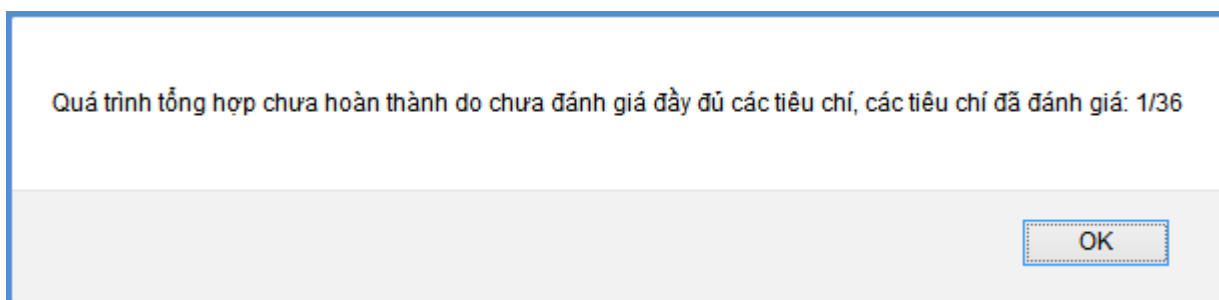 Quá trình tổng hợp chưa hoàn thành do chưa đánh giá đầy đủ các tiêu chí, các tiêu chí đã đánh giá: 1/36
OK